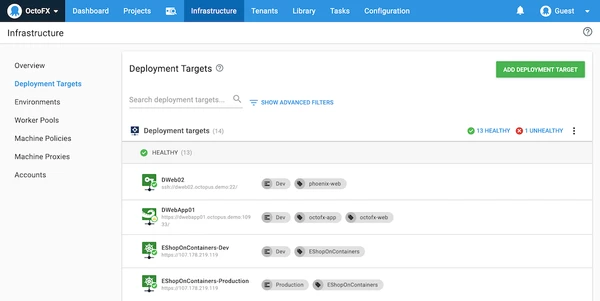 OctoFX Dashboard Projects Infrastructure Tenants Library Tasks Configuration Guest
Infrastructure
Overview
Deployment Targets
Environments
Worker Pools
Machine Policies
Machine Proxies
Accounts
Deployment Targets
ADD DEPLOYMENT TARGET
Search deployment targets...
SHOW ADVANCED FILTERS
Deployment targets (14)
13 HEALTHY 1 UNHEALTHY
HEALTHY (13)
DWeb02
ssh://dweb02.octopus.demo:22/
Dev phoenix-web
DWebApp01
https://dwebapp01.octopus.demo:109
33/
Dev octofx-app octofx-web
EShopOnContainers-Dev
https://107.178.219.119
Dev EShopOnContainers
EShopOnContainers-Production
https://107.178.219.119
Production EShopOnContainers